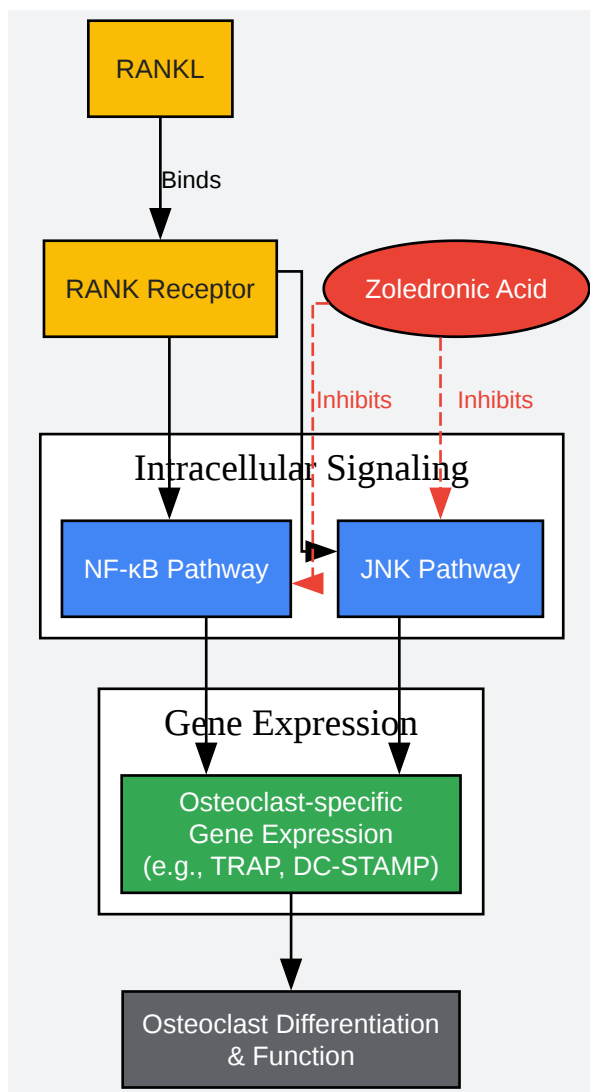 RANKL
Binds
RANK Receptor
Zoledronic Acid
Inhibits
Inhibits
Intracellular Signaling
NF-κB Pathway
JNK Pathway
Gene Expression
Osteoclast-specific
Gene Expression
(e.g., TRAP, DC-STAMP)
Osteoclast Differentiation
& Function